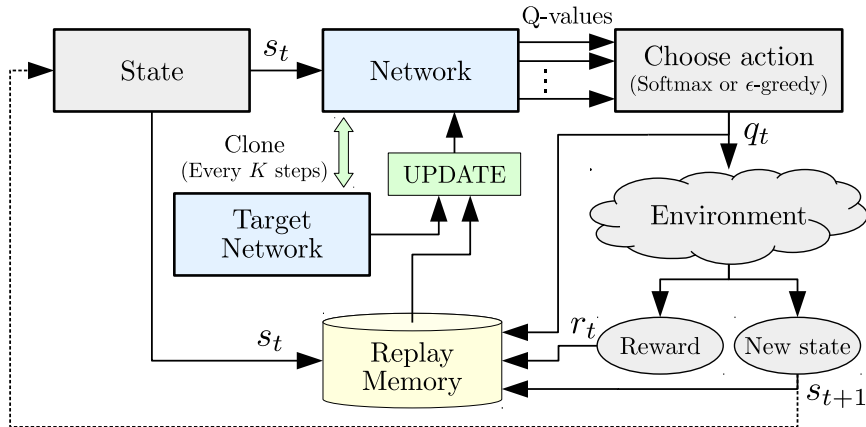 Q-values
State
s_t
Network
Choose action
(Softmax or ϵ-greedy)
q_t
Clone
(Every K steps)
UPDATE
Target
Network
Environment
s_t
Replay
Memory
r_t
Reward
New state
s_{t+1}